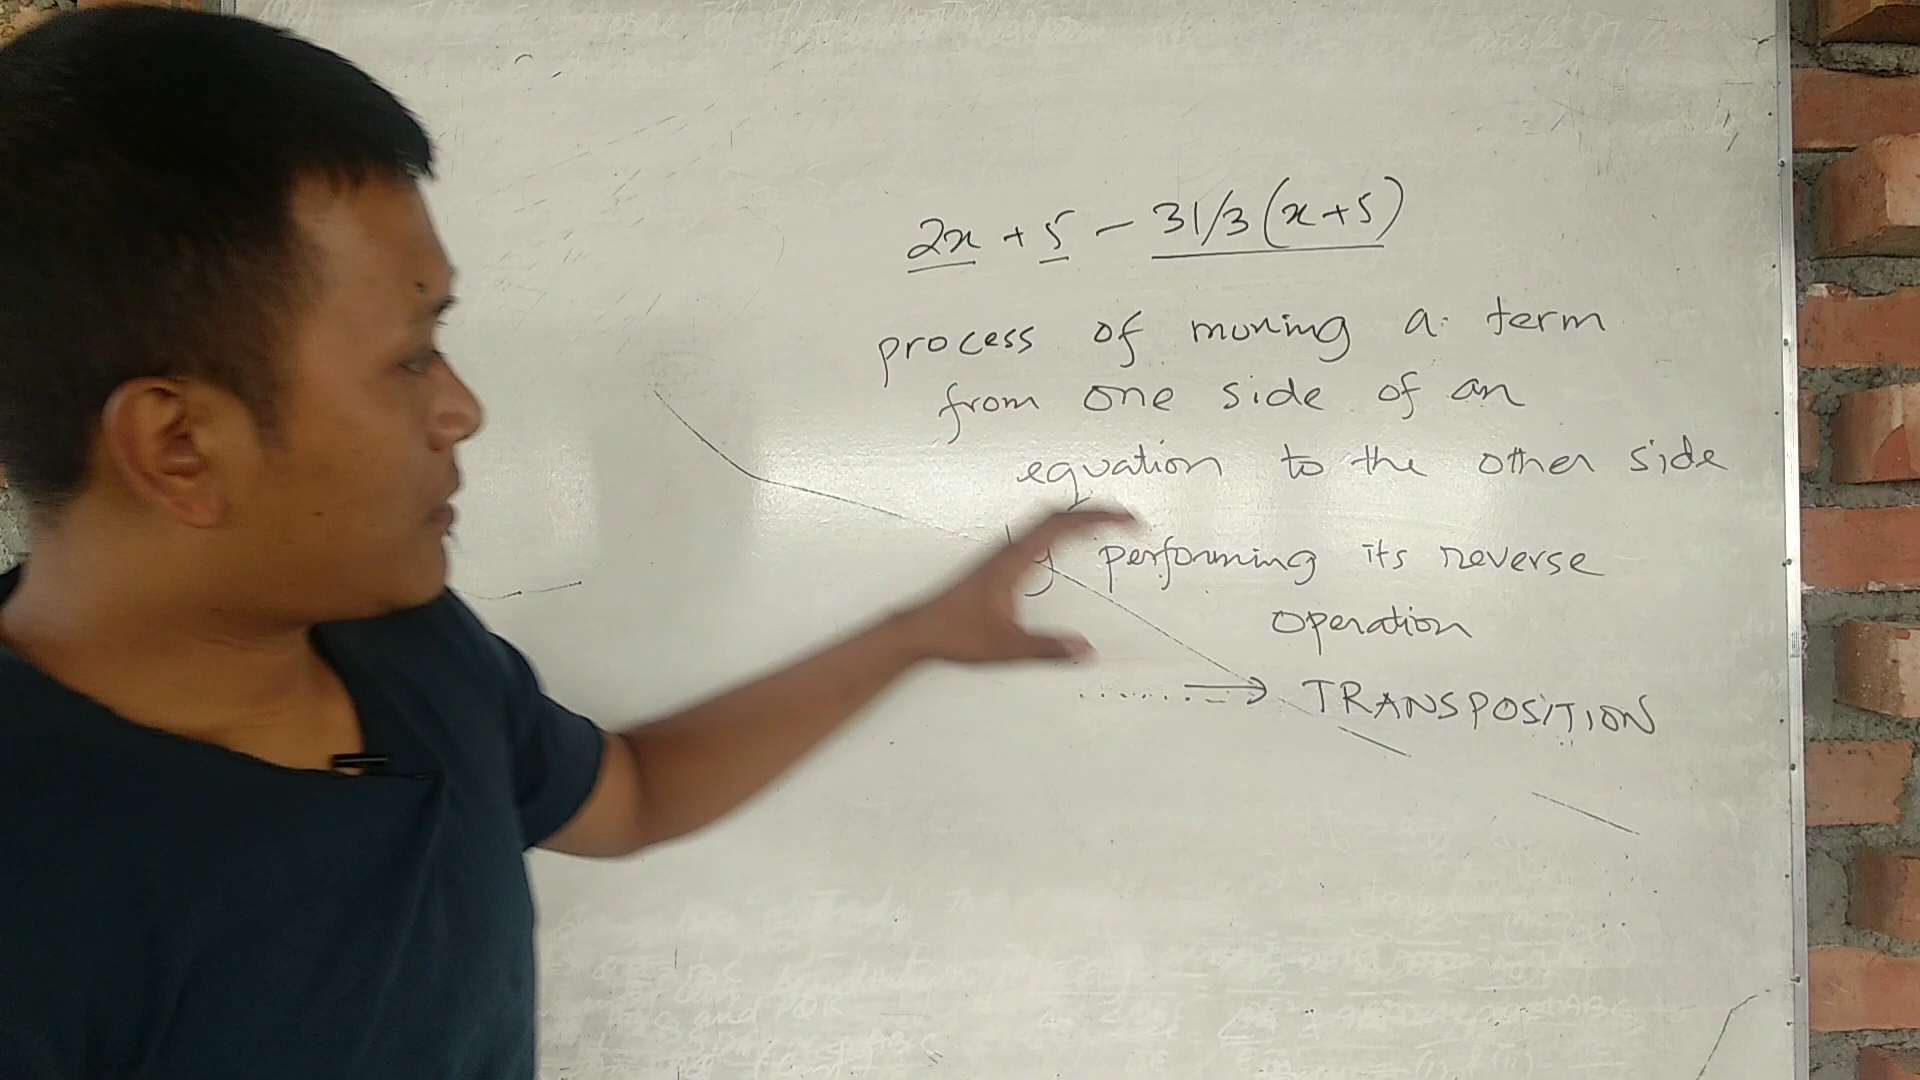 2x + 5 - 31/3 (x+5)
process of moving a term
from one side of an
equation to the other side
by performing its reverse
operation
......-- → TRANSPOSITION